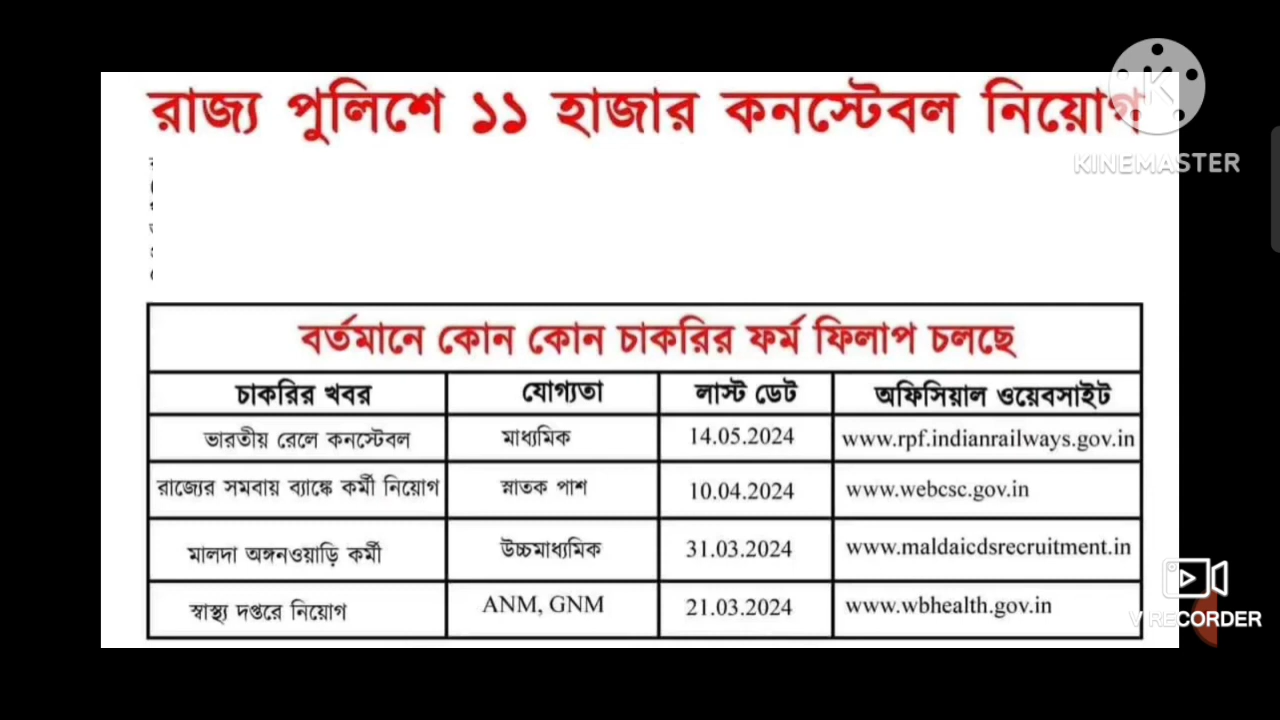 রাজ্য পুলিশে ১১ হাজার কনস্টেবল নিয়োগ
KINEMASTER
বর্তমানে কোন কোন চাকরির ফর্ম ফিলাপ চলছে
চাকরির খবর যোগ্যতা লাস্ট ডেট অফিসিয়াল ওয়েবসাইট
ভারতীয় রেলে কনস্টেবল মাধ্যমিক 14.05.2024 www.rpf.indianrailways.gov.in
রাজ্যের সমবায় ব্যাঙ্কে কর্মী নিয়োগ স্নাতক পাশ 10.04.2024 www.webcsc.gov.in
মালদা অঙ্গনওয়াড়ি কর্মী উচ্চমাধ্যমিক 31.03.2024 www.maldaicdsrecruitment.in
স্বাস্থ্য দপ্তরে নিয়োগ ANM, GNM 21.03.2024 www.wbhealth.gov.in
V RECORDER